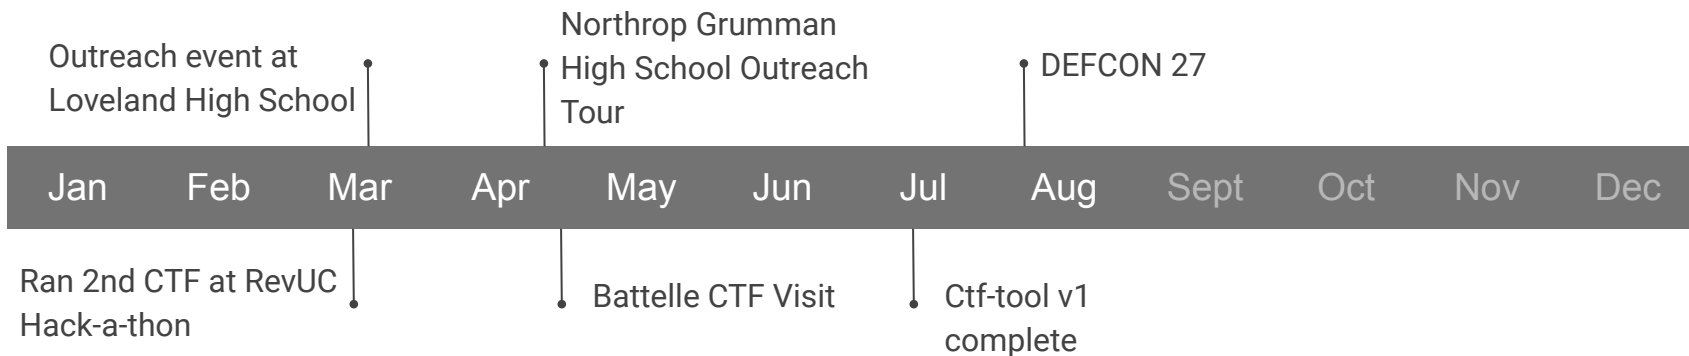 Outreach event at
Loveland High School
Northrop Grumman
High School Outreach
Tour
DEFCON 27
Jan Feb Mar Apr May Jun Jul Aug Sept Oct Nov Dec
Ran 2nd CTF at RevUC
Hack-a-thon
Battelle CTF Visit
Ctf-tool v1
complete